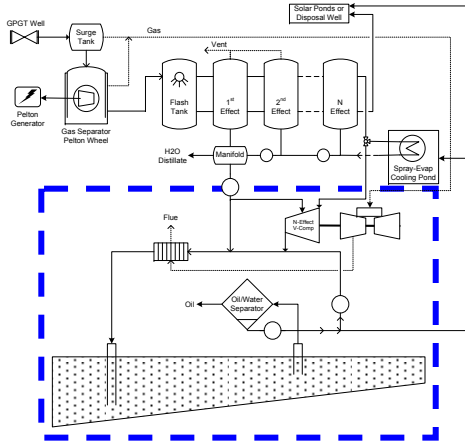 GPGT Well
Surge
Tank
Gas
Solar Ponds or
Disposal Well
Vent
Pelton
Generator
Gas Separator
Pelton Wheel
Flash
Tank
1st
Effect
2nd
Effect
N
Effect
H2O
Distillate
Manifold
Spray-Evap
Cooling Pond
Flue
N-Effect
V-Comp
Oil
Oil/Water
Separator